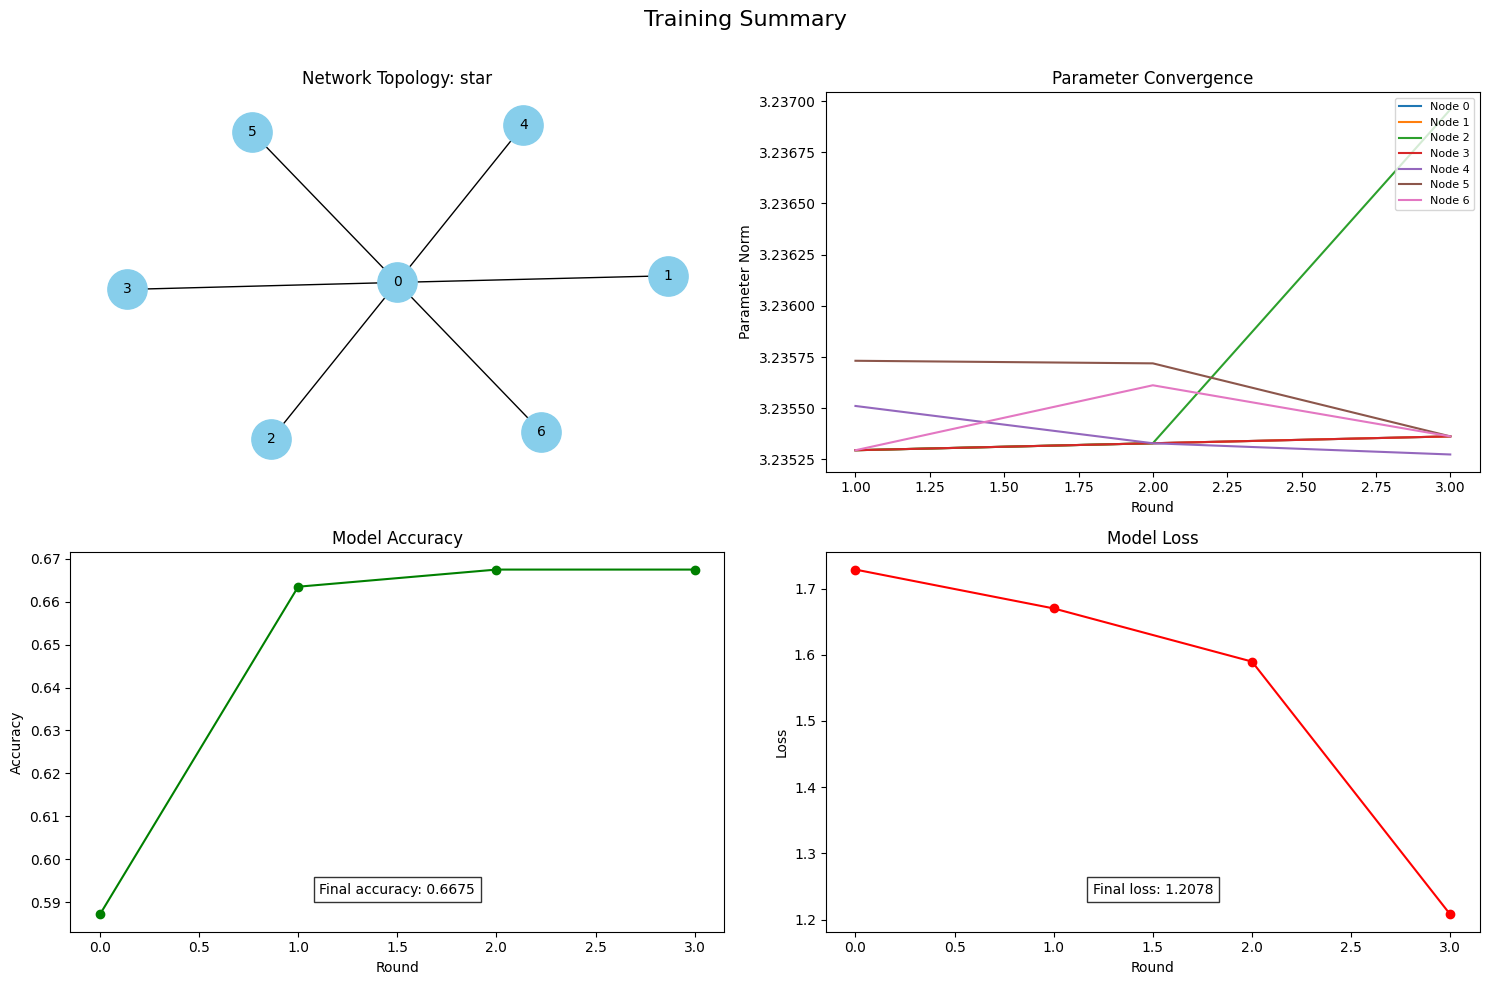 Training Summary
Network Topology: star
5
4
3
0
1
2
6
Parameter Convergence
Parameter Norm
3.23700
3.23675
3.23650
3.23625
3.23600
3.23575
3.23550
3.23525
Node 0
Node 1
Node 2
Node 3
Node 4
Node 5
Node 6
1.00 1.25 1.50 1.75 2.00 2.25 2.50 2.75 3.00
Round
Model Accuracy
Accuracy
0.67
0.66
0.65
0.64
0.63
0.62
0.61
0.60
0.59
Final accuracy: 0.6675
0.0 0.5 1.0 1.5 2.0 2.5 3.0
Round
Model Loss
Loss
1.7
1.6
1.5
1.4
1.3
1.2
Final loss: 1.2078
0.0 0.5 1.0 1.5 2.0 2.5 3.0
Round